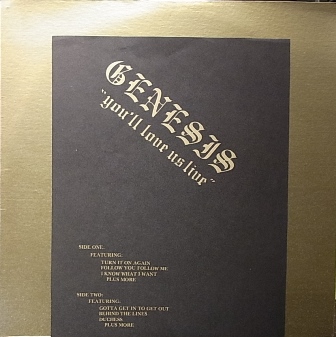 GENESIS
"you'll love us live"
SIDE ONE:
FEATURING:
TURN IT ON AGAIN
FOLLOW YOU FOLLOW ME
I KNOW WHAT I WANT
PLUS MORE
SIDE TWO:
FEATURING:
GOTTA GET IN TO GET OUT
BEHIND THE LINES
DUCHESS
PLUS MORE